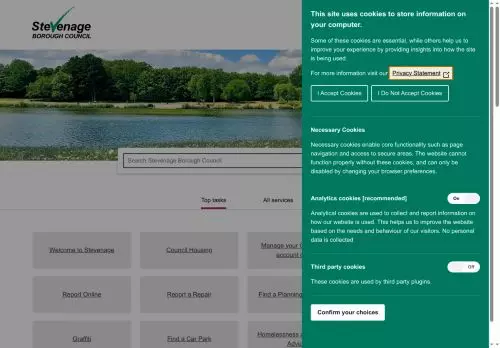 Stevenage
BOROUGH COUNCIL
Search Stevenage Borough Council
Top tasks
All services
Welcome to Stevenage
Council Housing
Manage your
account
Report Online
Report a Repair
Find a Planning
Graffiti
Find a Car Park
Homelessness
This site uses cookies to store information on
your computer.
Some of these cookies are essential, while others help us to
improve your experience by providing insights into how the site
is being used.
For more information visit our Privacy Statement
I Accept Cookies
I Do Not Accept Cookies
Necessary Cookies
Necessary cookies enable core functionality such as page
navigation and access to secure areas. The website cannot
function properly without these cookies, and can only be
disabled by changing your browser preferences.
Analytics cookies [recommended]
On
Analytical cookies are used to collect and report information on
how our website is used. This helps us to improve the website
based on the needs and behaviour of our visitors. No personal
data is collected
Third party cookies
Off
These cookies are used by third party plugins.
Confirm your choices